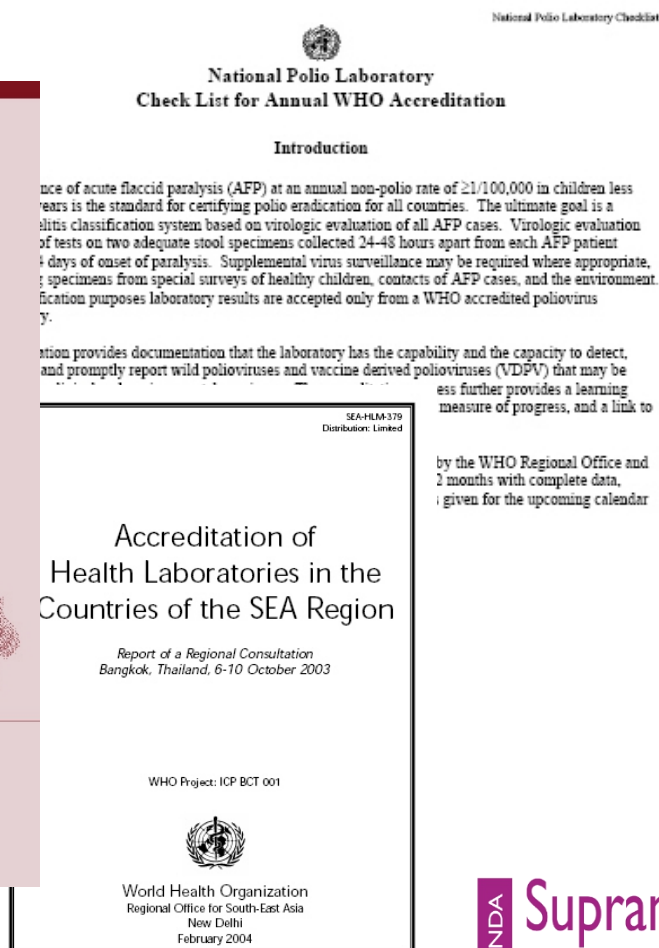 National Polio Laboratory Checklist
National Polio Laboratory
Check List for Annual WHO Accreditation
Introduction
nce of acute flaccid paralysis (AFP) at an annual non-polio rate of ≥1/100,000 in children less
years is the standard for certifying polio eradication for all countries. The ultimate goal is a
elitis classification system based on virologic evaluation of all AFP cases. Virologic evaluation
of tests on two adequate stool specimens collected 24-48 hours apart from each AFP patient
days of onset of paralysis. Supplemental virus surveillance may be required where appropriate,
specimens from special surveys of healthy children, contacts of AFP cases, and the environment.
fication purposes laboratory results are accepted only from a WHO accredited poliovirus
y.
ation provides documentation that the laboratory has the capability and the capacity to detect,
and promptly report wild polioviruses and vaccine derived polioviruses (VDPV) that may be
ess further provides a learning
measure of progress, and a link to
by the WHO Regional Office and
2 months with complete data,
given for the upcoming calendar
SEA-HLM-379
Distribution: Limited
Accreditation of
Health Laboratories in the
Countries of the SEA Region
Report of a Regional Consultation
Bangkok, Thailand, 6-10 October 2003
WHO Project: ICP BCT 001
World Health Organization
Regional Office for South-East Asia
New Delhi
February 2004
NDA
Supran